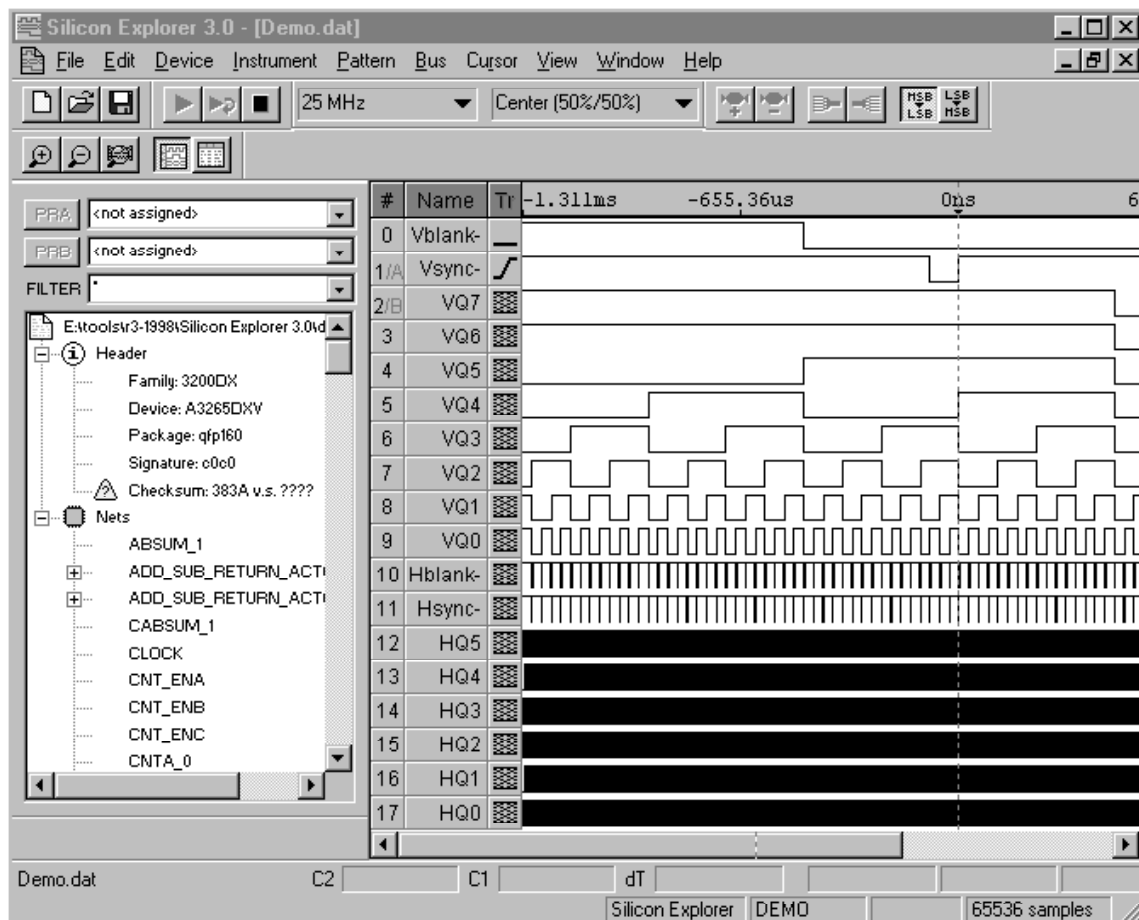 Silicon Explorer 3.0 - [Demo.dat]
File Edit Device Instrument Pattern Bus Cursor View Window Help
25 MHz Center (50%/50%) MSB LSB LSB MSB
PRA <not assigned>
PRB <not assigned>
FILTER *
E:\tools\r3-1998\Silicon Explorer 3.0\d
Header
Family: 3200DX
Device: A3265DXV
Package: qfp160
Signature: c0c0
Checksum: 383A v.s. ????
Nets
ABSUM_1
ADD_SUB_RETURN_ACT
ADD_SUB_RETURN_ACT
CABSUM_1
CLOCK
CNT_ENA
CNT_ENB
CNT_ENC
CNTA_0
# Name Tr -1.311ms -655.36us 0ns 6
0 Vblank-
1/A Vsync-
2/B VQ7
3 VQ6
4 VQ5
5 VQ4
6 VQ3
7 VQ2
8 VQ1
9 VQ0
10 Hblank-
11 Hsync-
12 HQ5
13 HQ4
14 HQ3
15 HQ2
16 HQ1
17 HQ0
Demo.dat C2 C1 dT
Silicon Explorer DEMO 65536 samples